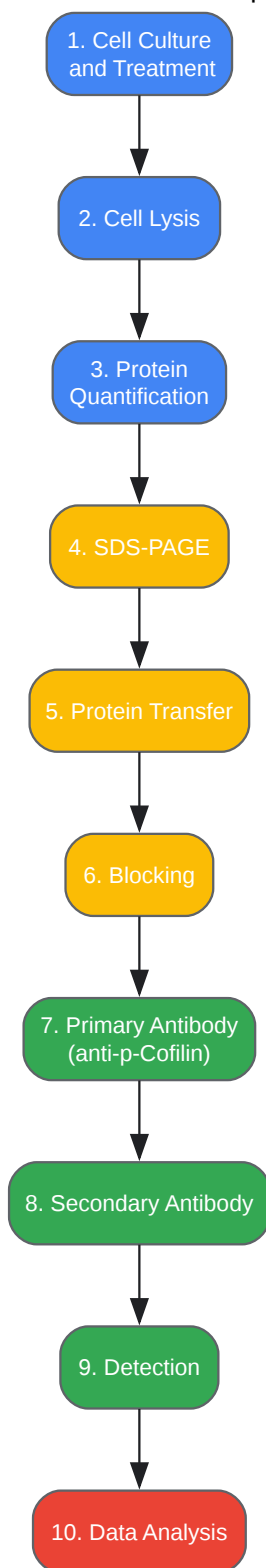 1. Cell Culture
and Treatment
2. Cell Lysis
3. Protein
Quantification
4. SDS-PAGE
5. Protein Transfer
6. Blocking
7. Primary Antibody
(anti-p-Cofilin)
8. Secondary Antibody
9. Detection
10. Data Analysis